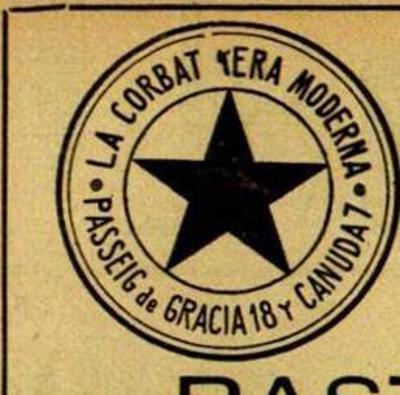 LA CORBATERA MODERNA
PASSEIG de GRACIA 18 Y CANUDA 7